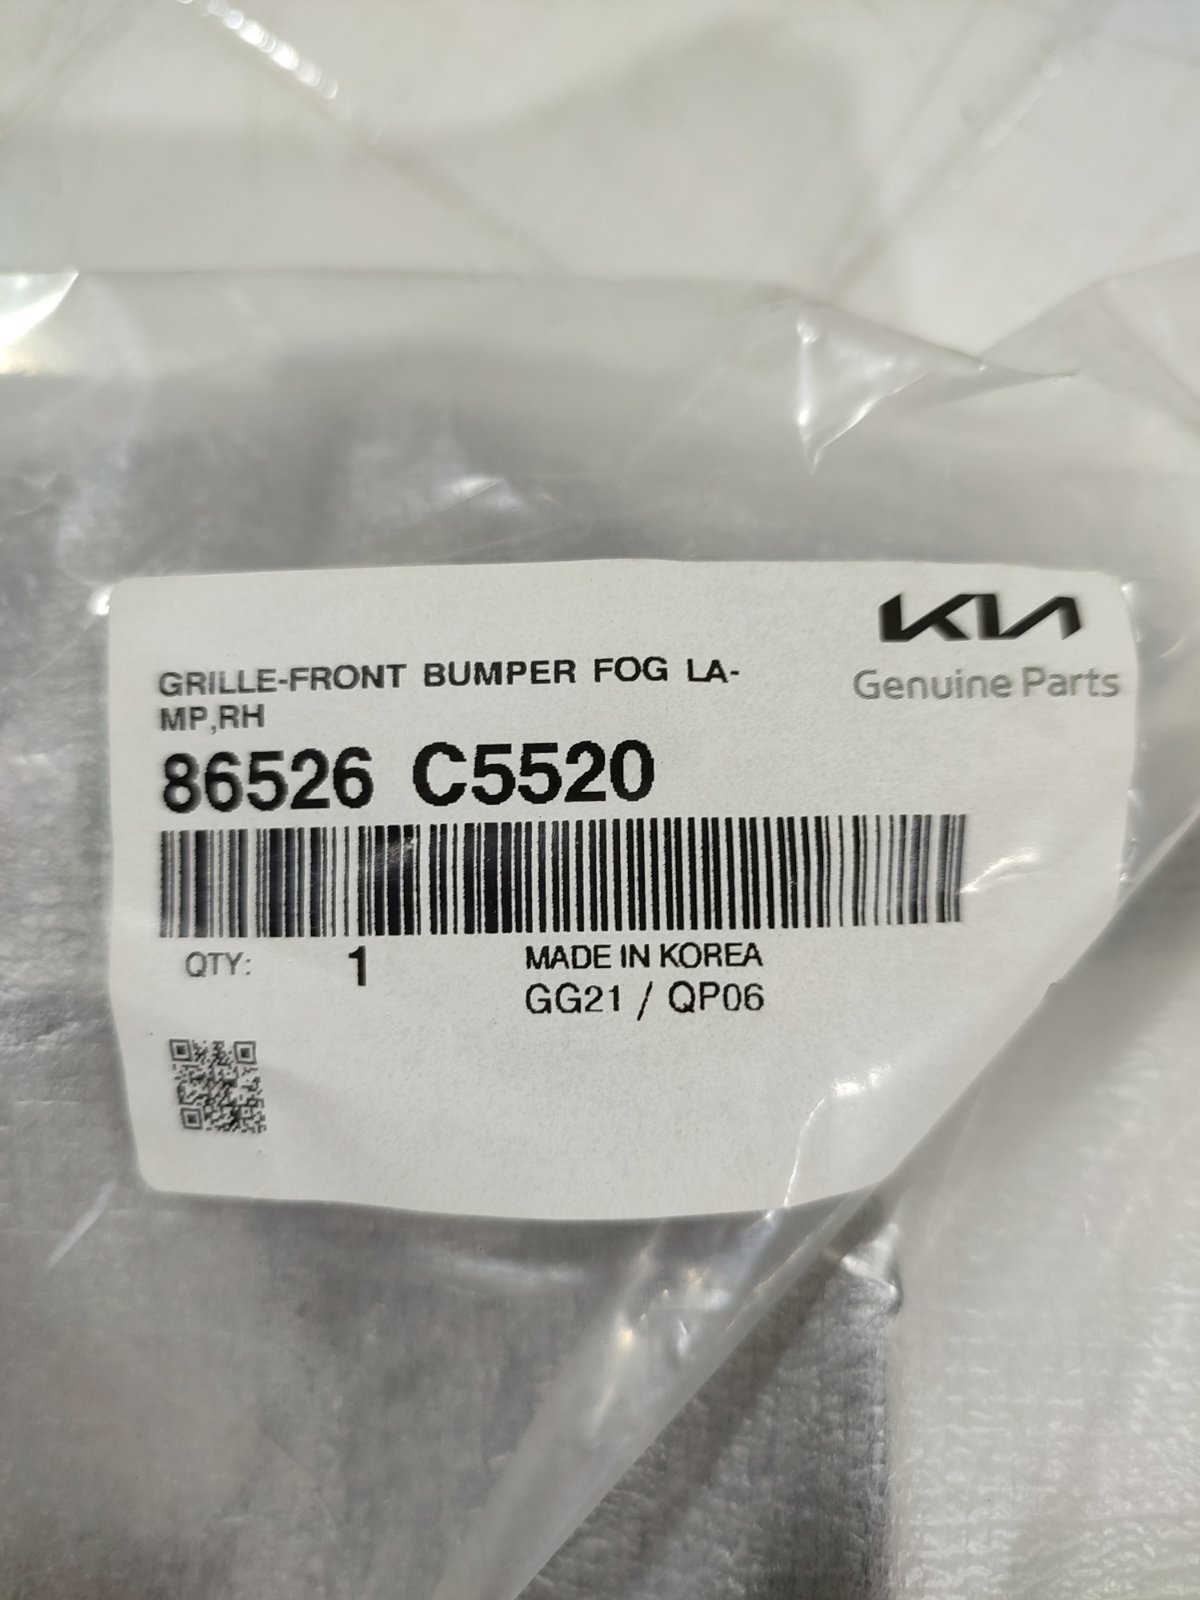 KIA
Genuine Parts
GRILLE-FRONT BUMPER FOG LA-
MP,RH
86526 C5520
QTY: 1
MADE IN KOREA
GG21 / QP06